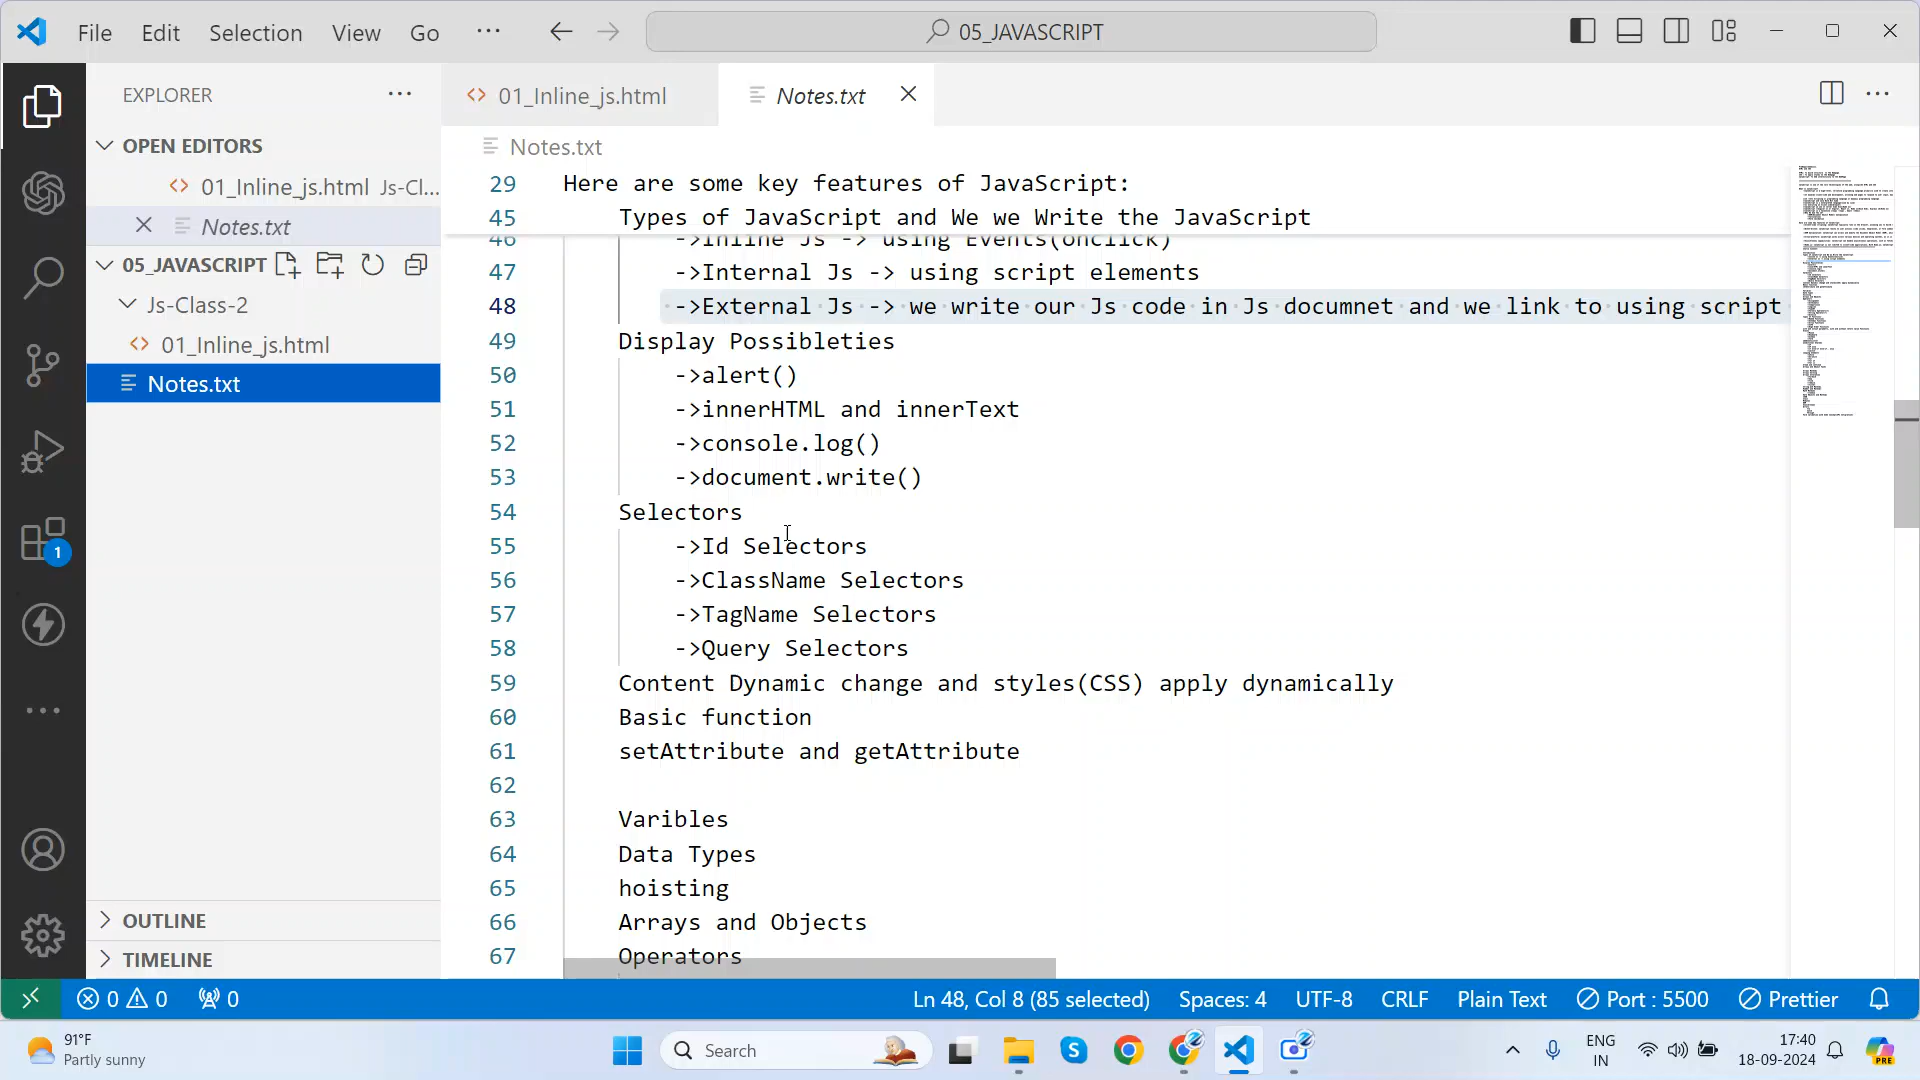 File Edit Selection View Go ··· 05_JAVASCRIPT
EXPLORER
OPEN EDITORS
01_Inline_js.html Js-Cl...
Notes.txt
05_JAVASCRIPT
Js-Class-2
01_Inline_js.html
Notes.txt
OUTLINE
TIMELINE
1
01_Inline_js.html Notes.txt
Notes.txt
29 Here are some key features of JavaScript:
45 Types of JavaScript and We we Write the JavaScript
46 ->Inline Js -> using Events(onclick)
47 ->Internal Js -> using script elements
48 ->External Js -> we write our Js code in Js documnet and we link to using script
49 Display Possibleties
50 ->alert()
51 ->innerHTML and innerText
52 ->console.log()
53 ->document.write()
54 Selectors
55 ->Id Selectors
56 ->ClassName Selectors
57 ->TagName Selectors
58 ->Query Selectors
59 Content Dynamic change and styles(CSS) apply dynamically
60 Basic function
61 setAttribute and getAttribute
62
63 Varibles
64 Data Types
65 hoisting
66 Arrays and Objects
67 Operators
0 0 0 Ln 48, Col 8 (85 selected) Spaces: 4 UTF-8 CRLF Plain Text Port : 5500 Prettier
91°F
Partly sunny
Search
ENG
IN
17:40
18-09-2024
PRE